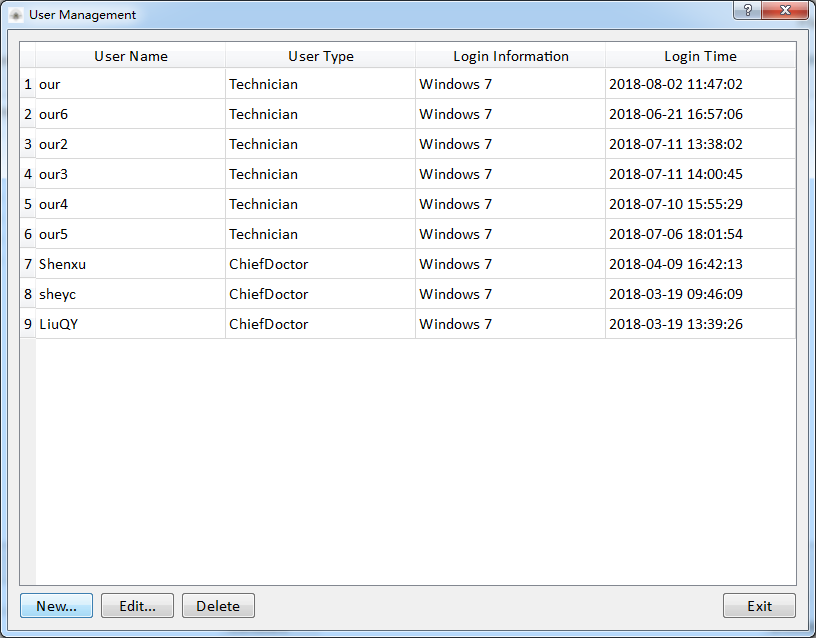 User Management
User Name User Type Login Information Login Time
1 our Technician Windows 7 2018-08-02 11:47:02
2 our6 Technician Windows 7 2018-06-21 16:57:06
3 our2 Technician Windows 7 2018-07-11 13:38:02
4 our3 Technician Windows 7 2018-07-11 14:00:45
5 our4 Technician Windows 7 2018-07-10 15:55:29
6 our5 Technician Windows 7 2018-07-06 18:01:54
7 Shenxu ChiefDoctor Windows 7 2018-04-09 16:42:13
8 sheyc ChiefDoctor Windows 7 2018-03-19 09:46:09
9 LiuQY ChiefDoctor Windows 7 2018-03-19 13:39:26
New... Edit... Delete Exit